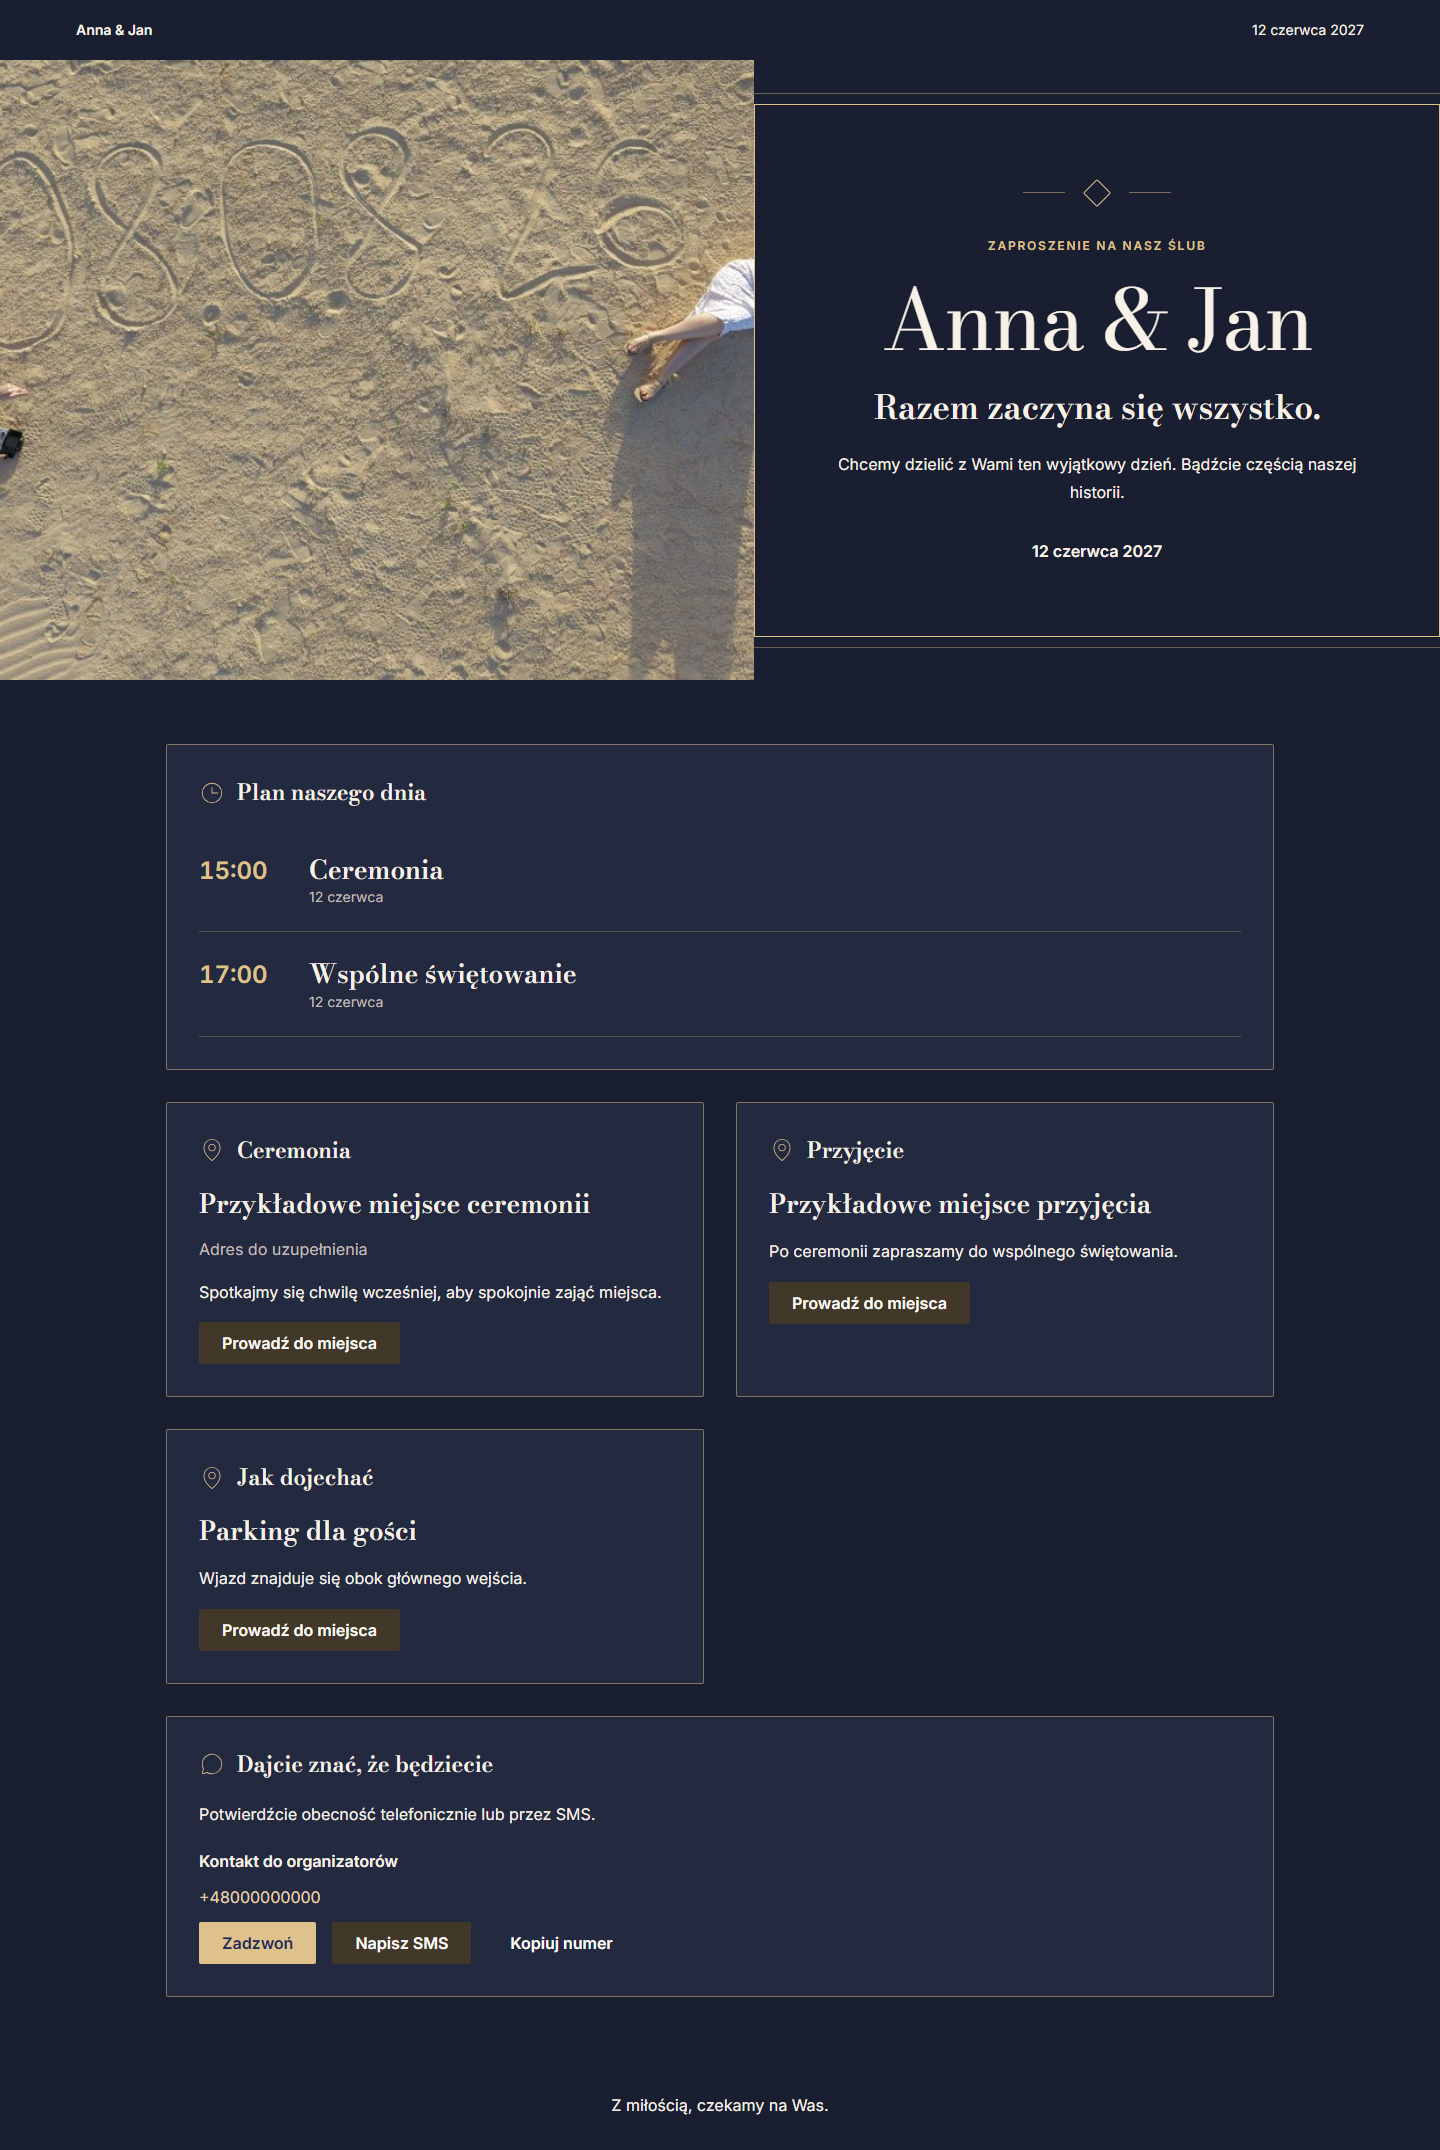 Anna & Jan
12 czerwca 2027
08.08.26
ZAPROSZENIE NA NASZ ŚLUB
Anna & Jan
Razem zaczyna się wszystko.
Chcemy dzielić z Wami ten wyjątkowy dzień. Bądźcie częścią naszej
historii.
12 czerwca 2027
Plan naszego dnia
15:00
Ceremonia
12 czerwca
17:00
Wspólne świętowanie
12 czerwca
Ceremonia
Przykładowe miejsce ceremonii
Adres do uzupełnienia
Spotkajmy się chwilę wcześniej, aby spokojnie zająć miejsca.
Prowadź do miejsca
Przyjęcie
Przykładowe miejsce przyjęcia
Po ceremonii zapraszamy do wspólnego świętowania.
Prowadź do miejsca
Jak dojechać
Parking dla gości
Wjazd znajduje się obok głównego wejścia.
Prowadź do miejsca
Dajcie znać, że będziecie
Potwierdźcie obecność telefonicznie lub przez SMS.
Kontakt do organizatorów
+48000000000
Zadzwoń
Napisz SMS
Kopiuj numer
Z miłością, czekamy na Was.